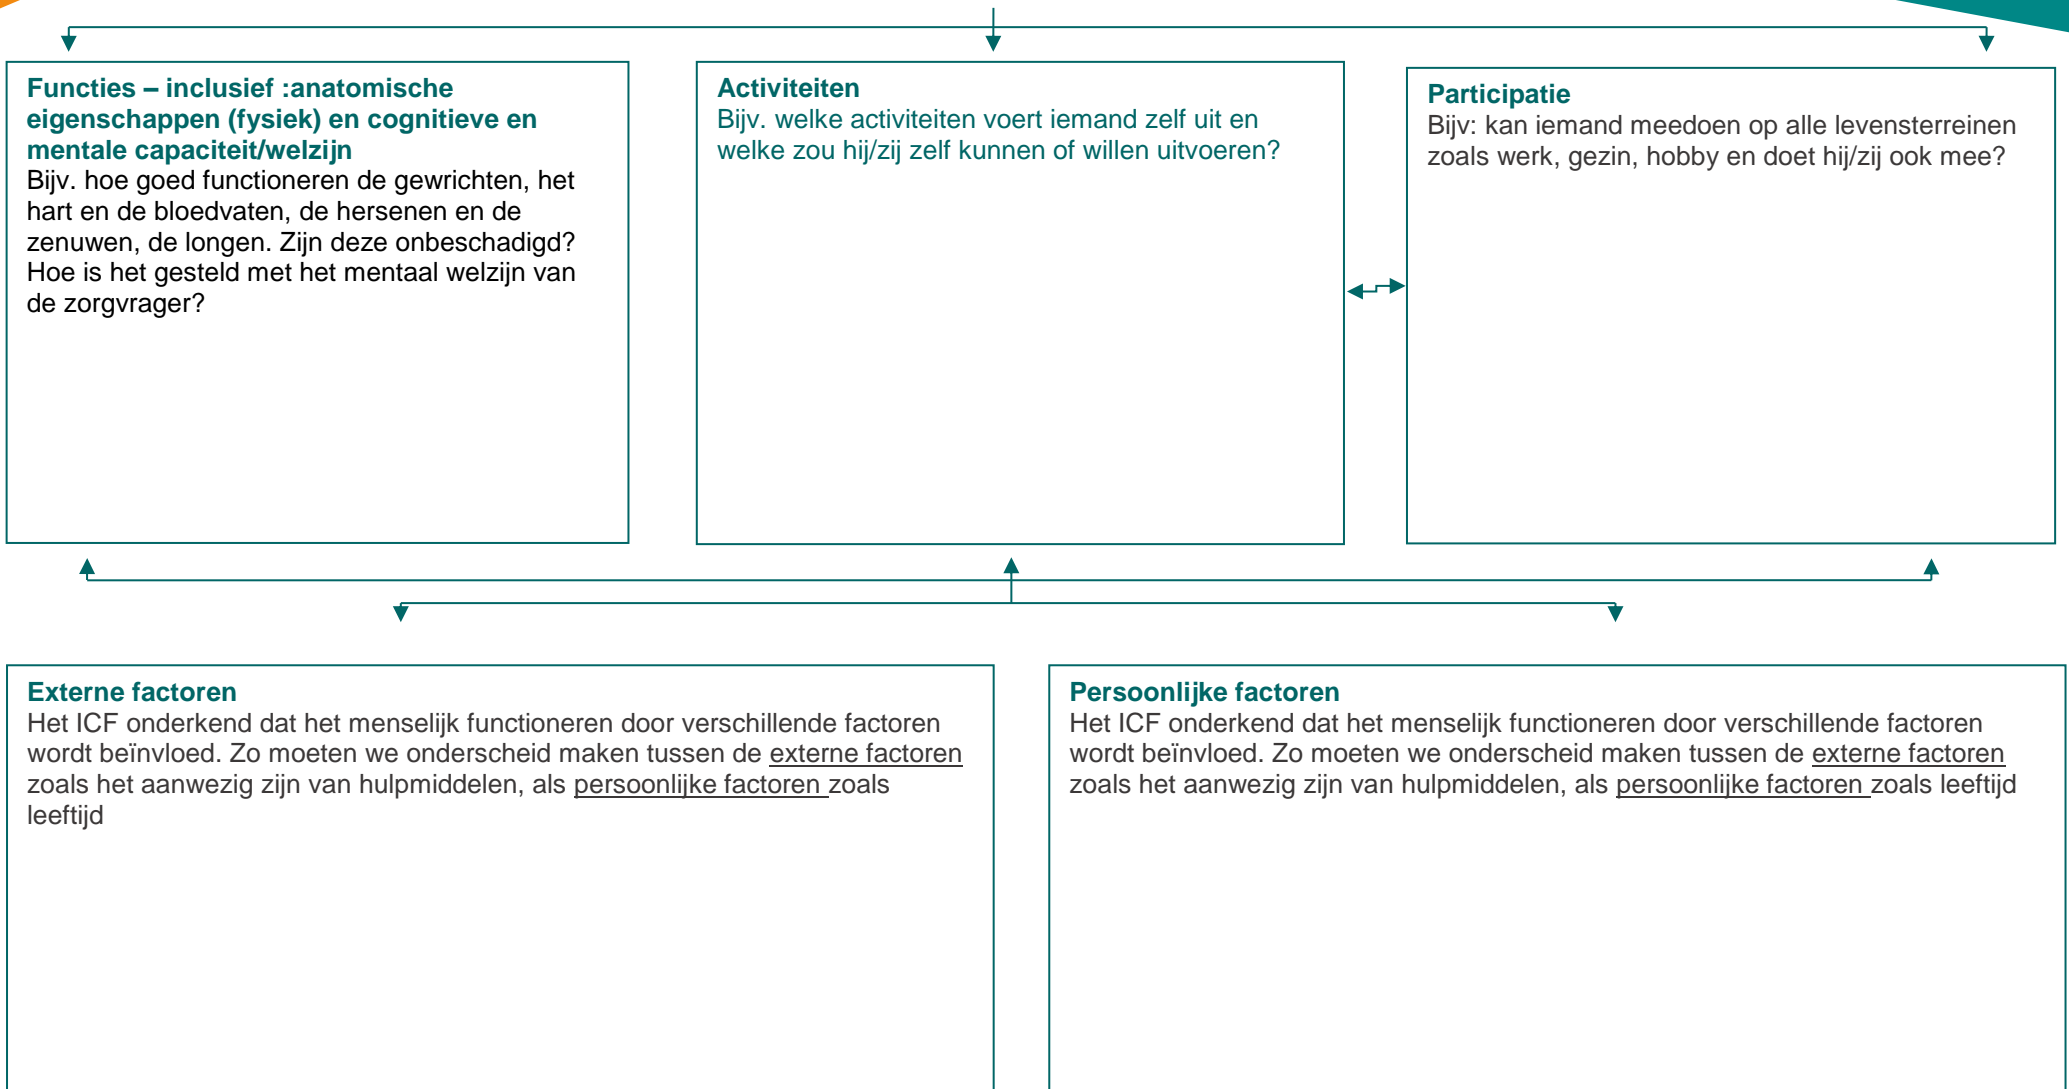 Functies – inclusief :anatomische
eigenschappen (fysiek) en cognitieve en
mentale capaciteit/welzijn
Bijv. hoe goed functioneren de gewrichten, het
hart en de bloedvaten, de hersenen en de
zenuwen, de longen. Zijn deze onbeschadigd?
Hoe is het gesteld met het mentaal welzijn van
de zorgvrager?
Activiteiten
Bijv. welke activiteiten voert iemand zelf uit en
welke zou hij/zij zelf kunnen of willen uitvoeren?
Participatie
Bijv: kan iemand meedoen op alle levensterreinen
zoals werk, gezin, hobby en doet hij/zij ook mee?
Externe factoren
Het ICF onderkend dat het menselijk functioneren door verschillende factoren
wordt beïnvloed. Zo moeten we onderscheid maken tussen de externe factoren
zoals het aanwezig zijn van hulpmiddelen, als persoonlijke factoren zoals
leeftijd
Persoonlijke factoren
Het ICF onderkend dat het menselijk functioneren door verschillende factoren
wordt beïnvloed. Zo moeten we onderscheid maken tussen de externe factoren
zoals het aanwezig zijn van hulpmiddelen, als persoonlijke factoren zoals leeftijd